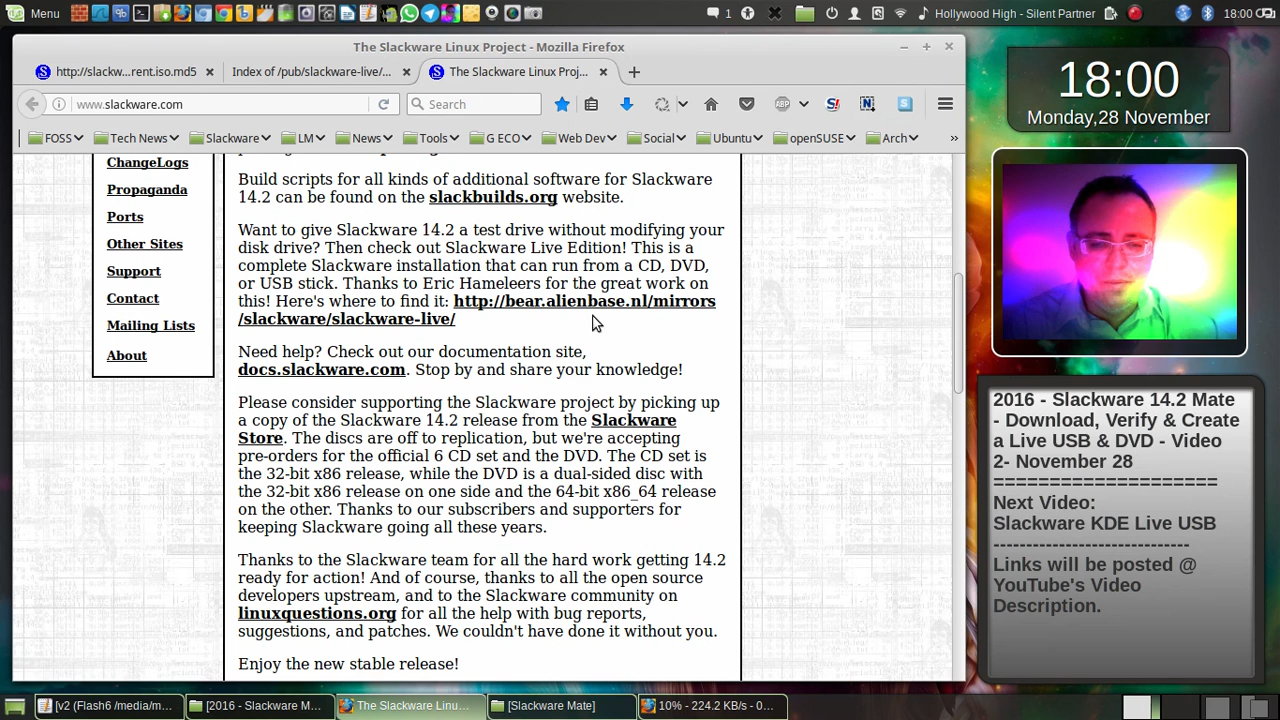 Menu
1
Hollywood High - Silent Partner
18:00
The Slackware Linux Project - Mozilla Firefox
http://slackw...rent.iso.md5
Index of /pub/slackware-live/...
The Slackware Linux Proj...
www.slackware.com
Search
ABP
FOSS
Tech News
Slackware
LM
News
Tools
G ECO
Web Dev
Social
Ubuntu
openSUSE
Arch
»
ChangeLogs
Propaganda
Ports
Other Sites
Support
Contact
Mailing Lists
About
Build scripts for all kinds of additional software for Slackware
14.2 can be found on the slackbuilds.org website.
Want to give Slackware 14.2 a test drive without modifying your
disk drive? Then check out Slackware Live Edition! This is a
complete Slackware installation that can run from a CD, DVD,
or USB stick. Thanks to Eric Hameleers for the great work on
this! Here's where to find it: http://bear.alienbase.nl/mirrors
/slackware/slackware-live/
Need help? Check out our documentation site,
docs.slackware.com. Stop by and share your knowledge!
Please consider supporting the Slackware project by picking up
a copy of the Slackware 14.2 release from the Slackware
Store. The discs are off to replication, but we're accepting
pre-orders for the official 6 CD set and the DVD. The CD set is
the 32-bit x86 release, while the DVD is a dual-sided disc with
the 32-bit x86 release on one side and the 64-bit x86_64 release
on the other. Thanks to our subscribers and supporters for
keeping Slackware going all these years.
Thanks to the Slackware team for all the hard work getting 14.2
ready for action! And of course, thanks to all the open source
developers upstream, and to the Slackware community on
linuxquestions.org for all the help with bug reports,
suggestions, and patches. We couldn't have done it without you.
Enjoy the new stable release!
18:00
Monday,28 November
2016 - Slackware 14.2 Mate
- Download, Verify & Create
a Live USB & DVD - Video
2- November 28
=====================
Next Video:
Slackware KDE Live USB
---------------------------
Links will be posted @
YouTube's Video
Description.
[v2 (Flash6 /media/m...
[2016 - Slackware M...
The Slackware Linu...
[Slackware Mate]
10% - 224.2 KB/s - 0...